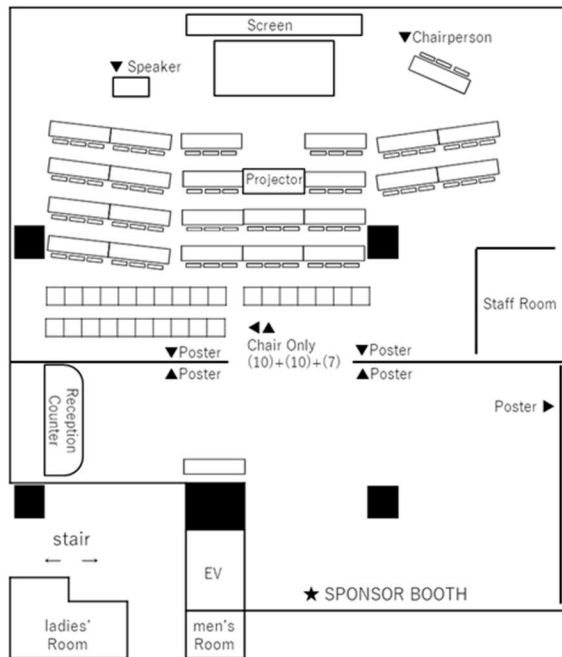 Screen
▼Chairperson
▼ Speaker
Projector
Staff Room
◀▲
Chair Only
(10)+(10)+(7)
▼Poster
▼Poster
▲Poster
▲Poster
Reception
Counter
Poster ▶
stair
← →
EV
★ SPONSOR BOOTH
ladies'
Room
men's
Room